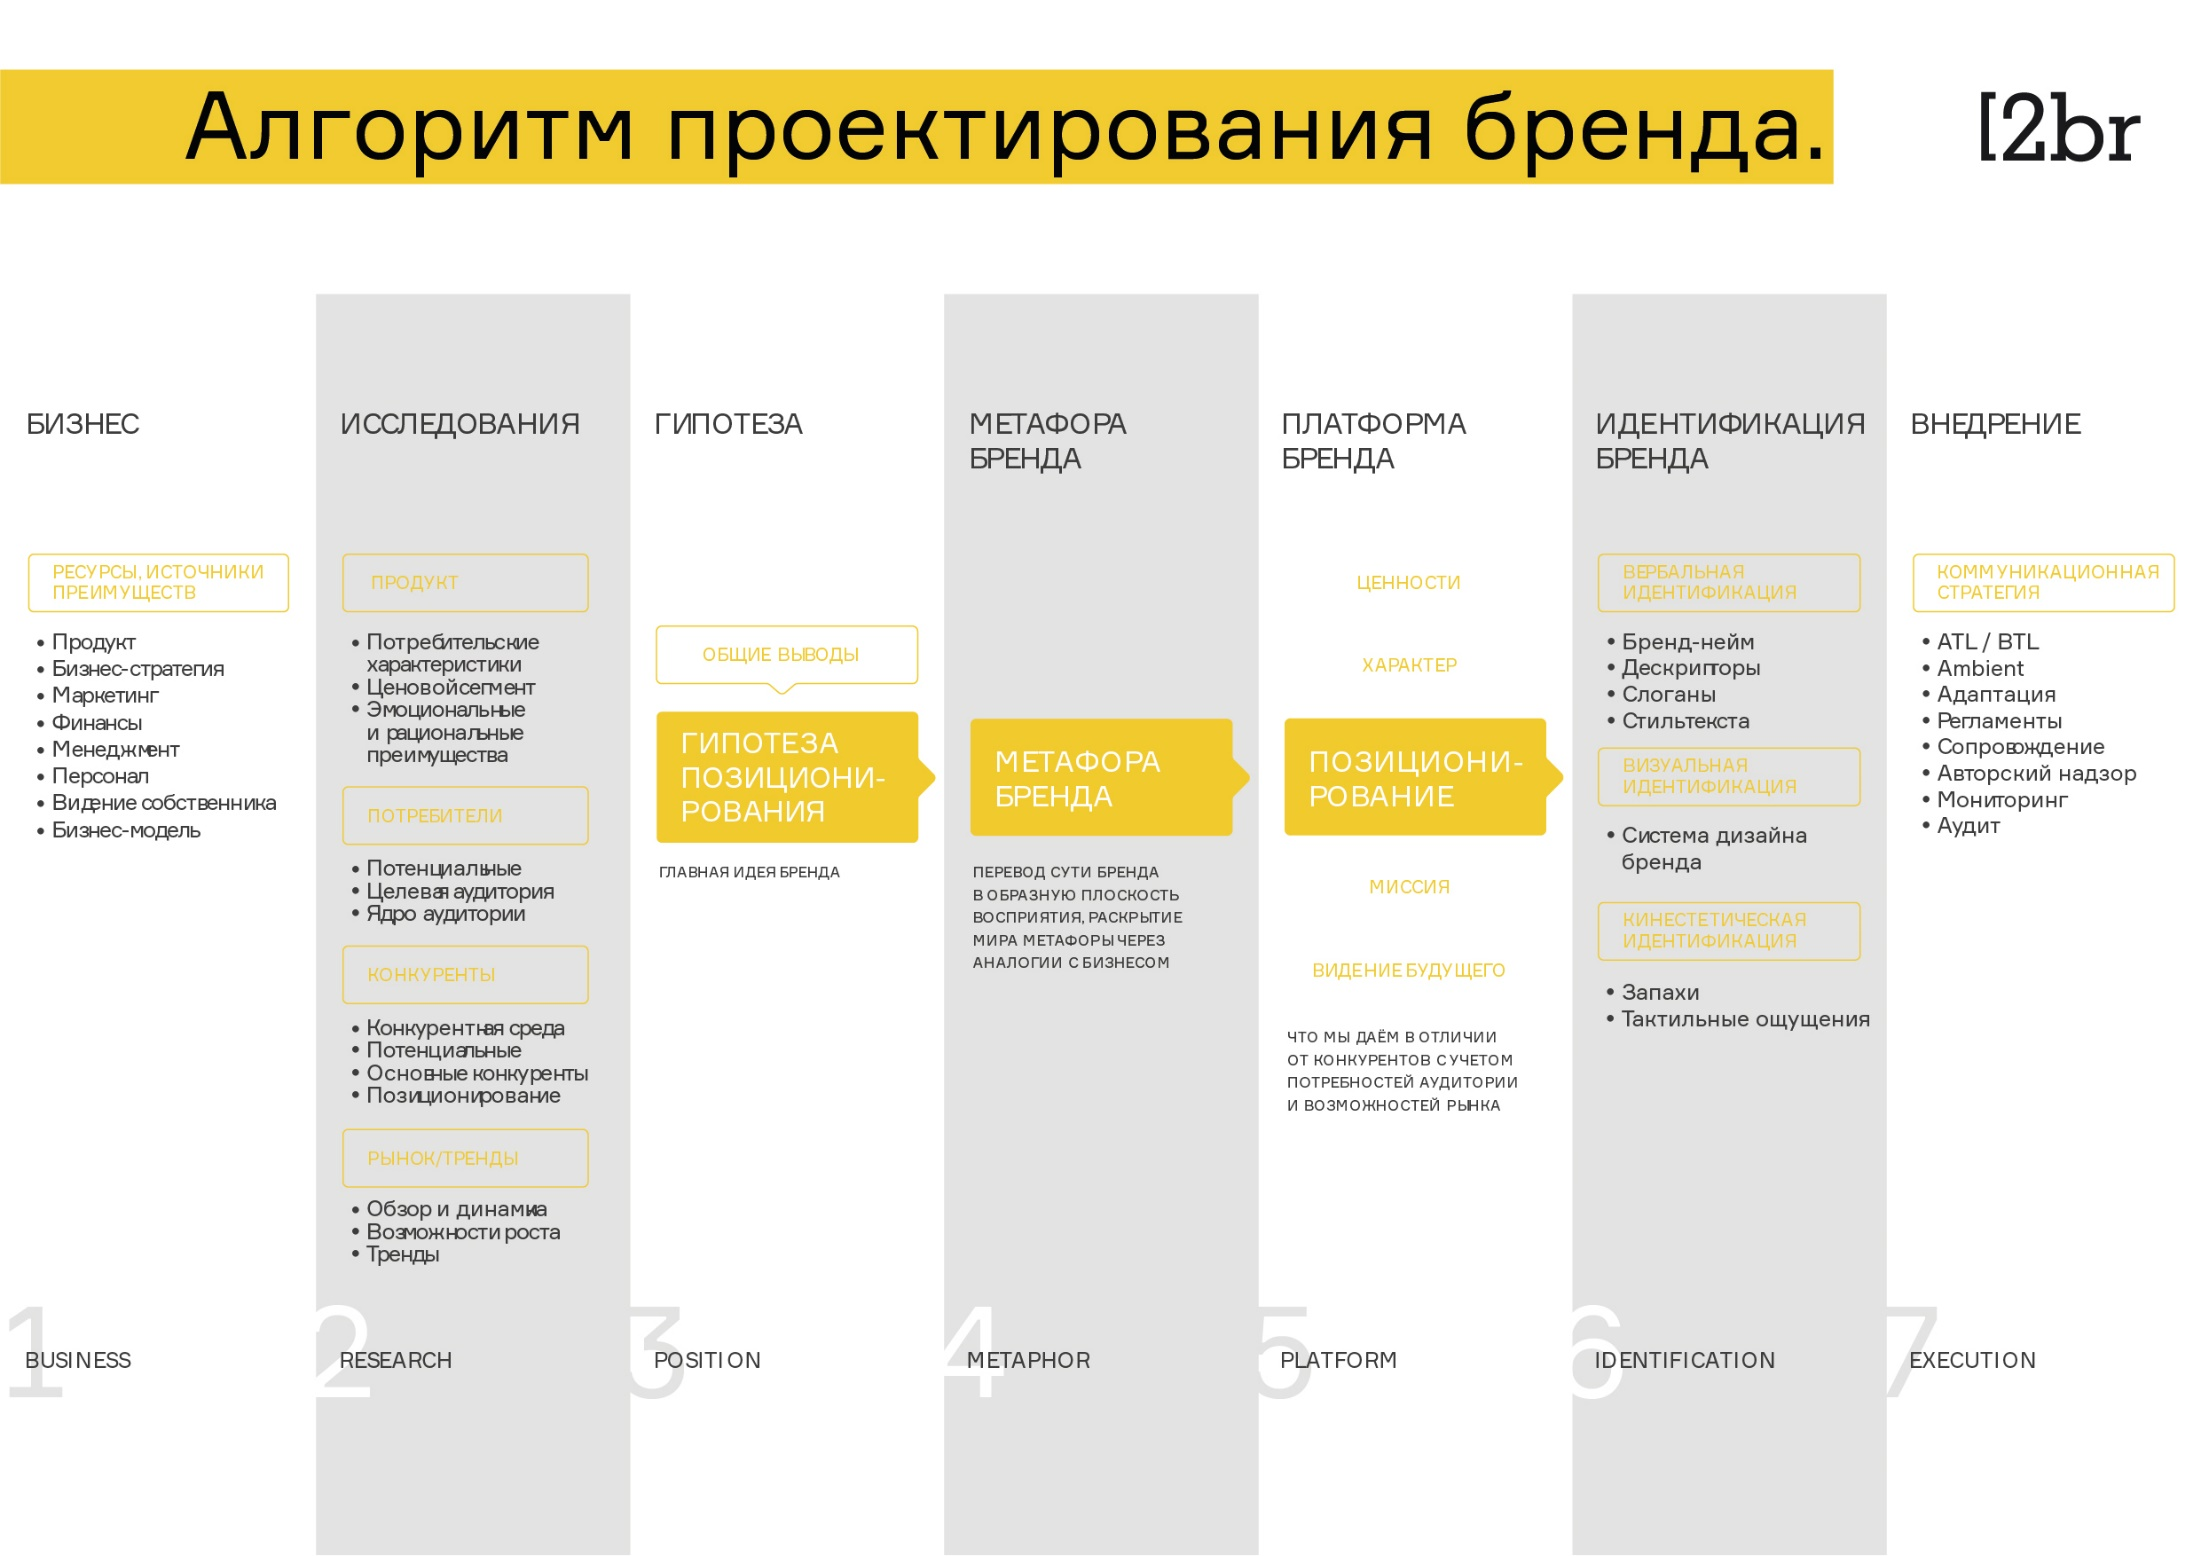 Алгоритм проектирования бренда.
[2br
БИЗНЕС
РЕСУРСЫ, ИСТОЧНИКИ
ПРЕИМУЩЕСТВ
• Продукт
• Бизнес-стратегия
• Маркетинг
• Финансы
• Менеджмент
• Персонал
• Видение собственника
• Бизнес-модель
1
BUSINESS
ИССЛЕДОВАНИЯ
ПРОДУКТ
• Потребительские
характеристики
• Ценовой сегмент
• Эмоциональные
и рациональные
преимущества
ПОТРЕБИТЕЛИ
• Потенциальные
• Целевая аудитория
• Ядро аудитории
КОНКУРЕНТЫ
• Конкурентная среда
• Потенциальные
• Основные конкуренты
• Позиционирование
РЫНОК/ТРЕНДЫ
• Обзор и динамика
• Возможности роста
• Тренды
2
RESEARCH
ГИПОТЕЗА
ОБЩИЕ ВЫВОДЫ
ГИПОТЕЗА
ПОЗИЦИОНИ-
РОВАНИЯ
ГЛАВНАЯ ИДЕЯ БРЕНДА
3
POSITION
МЕТАФОРА
БРЕНДА
МЕТАФОРА
БРЕНДА
ПЕРЕВОД СУТИ БРЕНДА
В ОБРАЗНУЮ ПЛОСКОСТЬ
ВОСПРИЯТИЯ, РАСКРЫТИЕ
МИРА МЕТАФОРЫ ЧЕРЕЗ
АНАЛОГИИ С БИЗНЕСОМ
4
METAPHOR
ПЛАТФОРМА
БРЕНДА
ЦЕННОСТИ
ХАРАКТЕР
ПОЗИЦИОНИ-
РОВАНИЕ
МИССИЯ
ВИДЕНИЕ БУДУЩЕГО
ЧТО МЫ ДАЁМ В ОТЛИЧИИ
ОТ КОНКУРЕНТОВ С УЧЕТОМ
ПОТРЕБНОСТЕЙ АУДИТОРИИ
И ВОЗМОЖНОСТЕЙ РЫНКА
5
PLATFORM
ИДЕНТИФИКАЦИЯ
БРЕНДА
ВЕРБАЛЬНАЯ
ИДЕНТИФИКАЦИЯ
• Бренд-нейм
• Дескрипторы
• Слоганы
• Стиль текста
ВИЗУАЛЬНАЯ
ИДЕНТИФИКАЦИЯ
• Система дизайна
бренда
КИНЕСТЕТИЧЕСКАЯ
ИДЕНТИФИКАЦИЯ
• Запахи
• Тактильные ощущения
6
IDENTIFICATION
ВНЕДРЕНИЕ
КОММУНИКАЦИОННАЯ
СТРАТЕГИЯ
• ATL / BTL
• Ambient
• Адаптация
• Регламенты
• Сопровождение
• Авторский надзор
• Мониторинг
• Аудит
7
EXECUTION